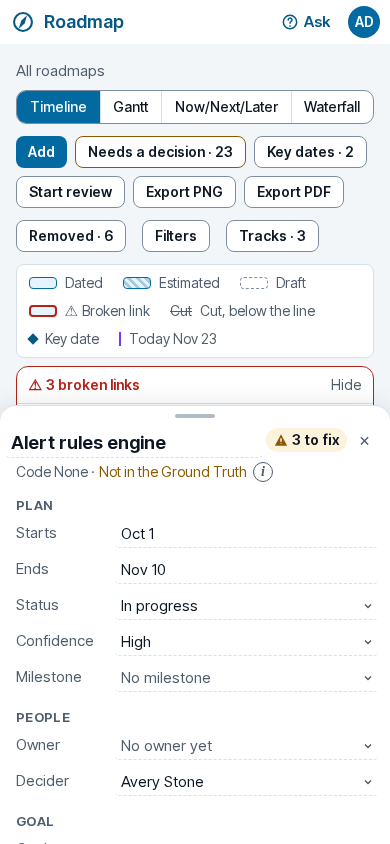 Roadmap
Ask
AD
All roadmaps
Timeline Gantt Now/Next/Later Waterfall
Add Needs a decision · 23 Key dates · 2
Start review Export PNG Export PDF
Removed · 6 Filters Tracks · 3
Dated Estimated Draft
⚠ Broken link Cut Cut, below the line
Key date Today Nov 23
⚠ 3 broken links Hide
Alert rules engine 3 to fix ×
Code None · Not in the Ground Truth i
PLAN
Starts Oct 1
Ends Nov 10
Status In progress
Confidence High
Milestone No milestone
PEOPLE
Owner No owner yet
Decider Avery Stone
GOAL